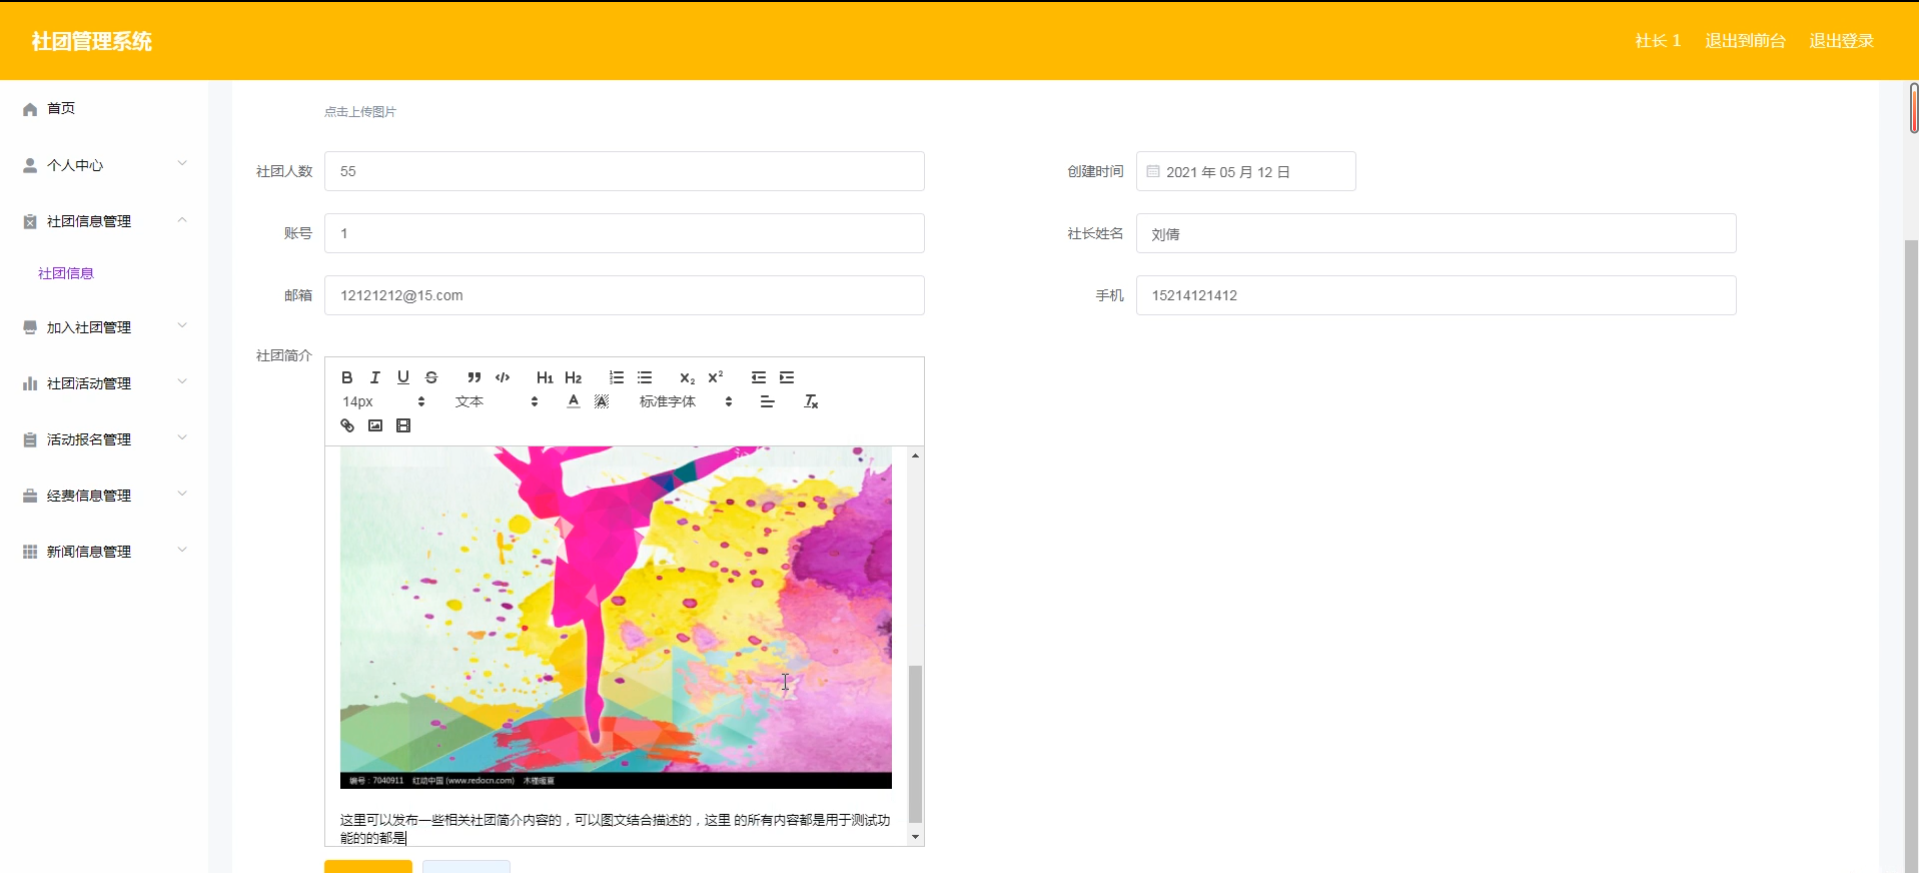 社团管理系统
社长 1 退出到前台 退出登录
首页
个人中心
社团信息管理
社团信息
加入社团管理
社团活动管理
活动报名管理
经费信息管理
新闻信息管理
点击上传图片
社团人数 55
创建时间 2021 年 05 月 12 日
账号 1
社长姓名 刘倩
邮箱 12121212@15.com
手机 15214121412
社团简介
B I U S H1 H2 X2 X2
14px 文本 A A 标准字体 Tx
编号：7040911 红动中国 (www.redocn.com)
这里可以发布一些相关社团简介内容的，可以图文结合描述的，这里 的所有内容都是用于测试功
能的的都是